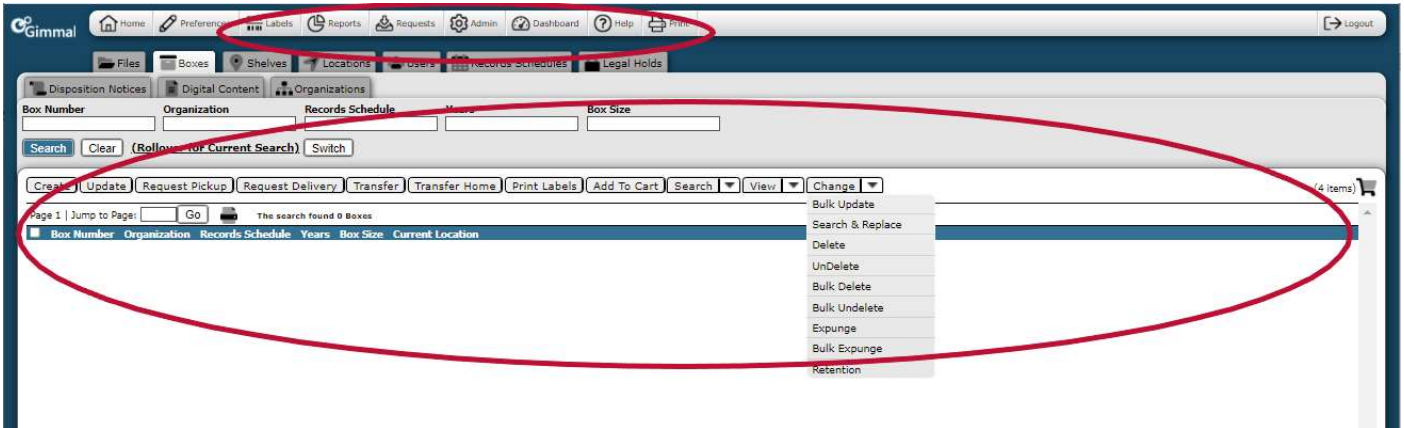 Gimmal Home Preferences Labels Reports Requests Admin Dashboard Help Print Logout
Files Boxes Shelves Locations Users Records Schedules Legal Holds
Disposition Notices Digital Content Organizations
Box Number Organization Records Schedule Years Box Size
Search Clear (Rollover for Current Search) Switch
Create Update Request Pickup Request Delivery Transfer Transfer Home Print Labels Add To Cart Search View Change (4 items)
Page 1 | Jump to Page: Go The search found 0 Boxes
Box Number Organization Records Schedule Years Box Size Current Location
Bulk Update
Search & Replace
Delete
UnDelete
Bulk Delete
Bulk Undelete
Expunge
Bulk Expunge
Retention